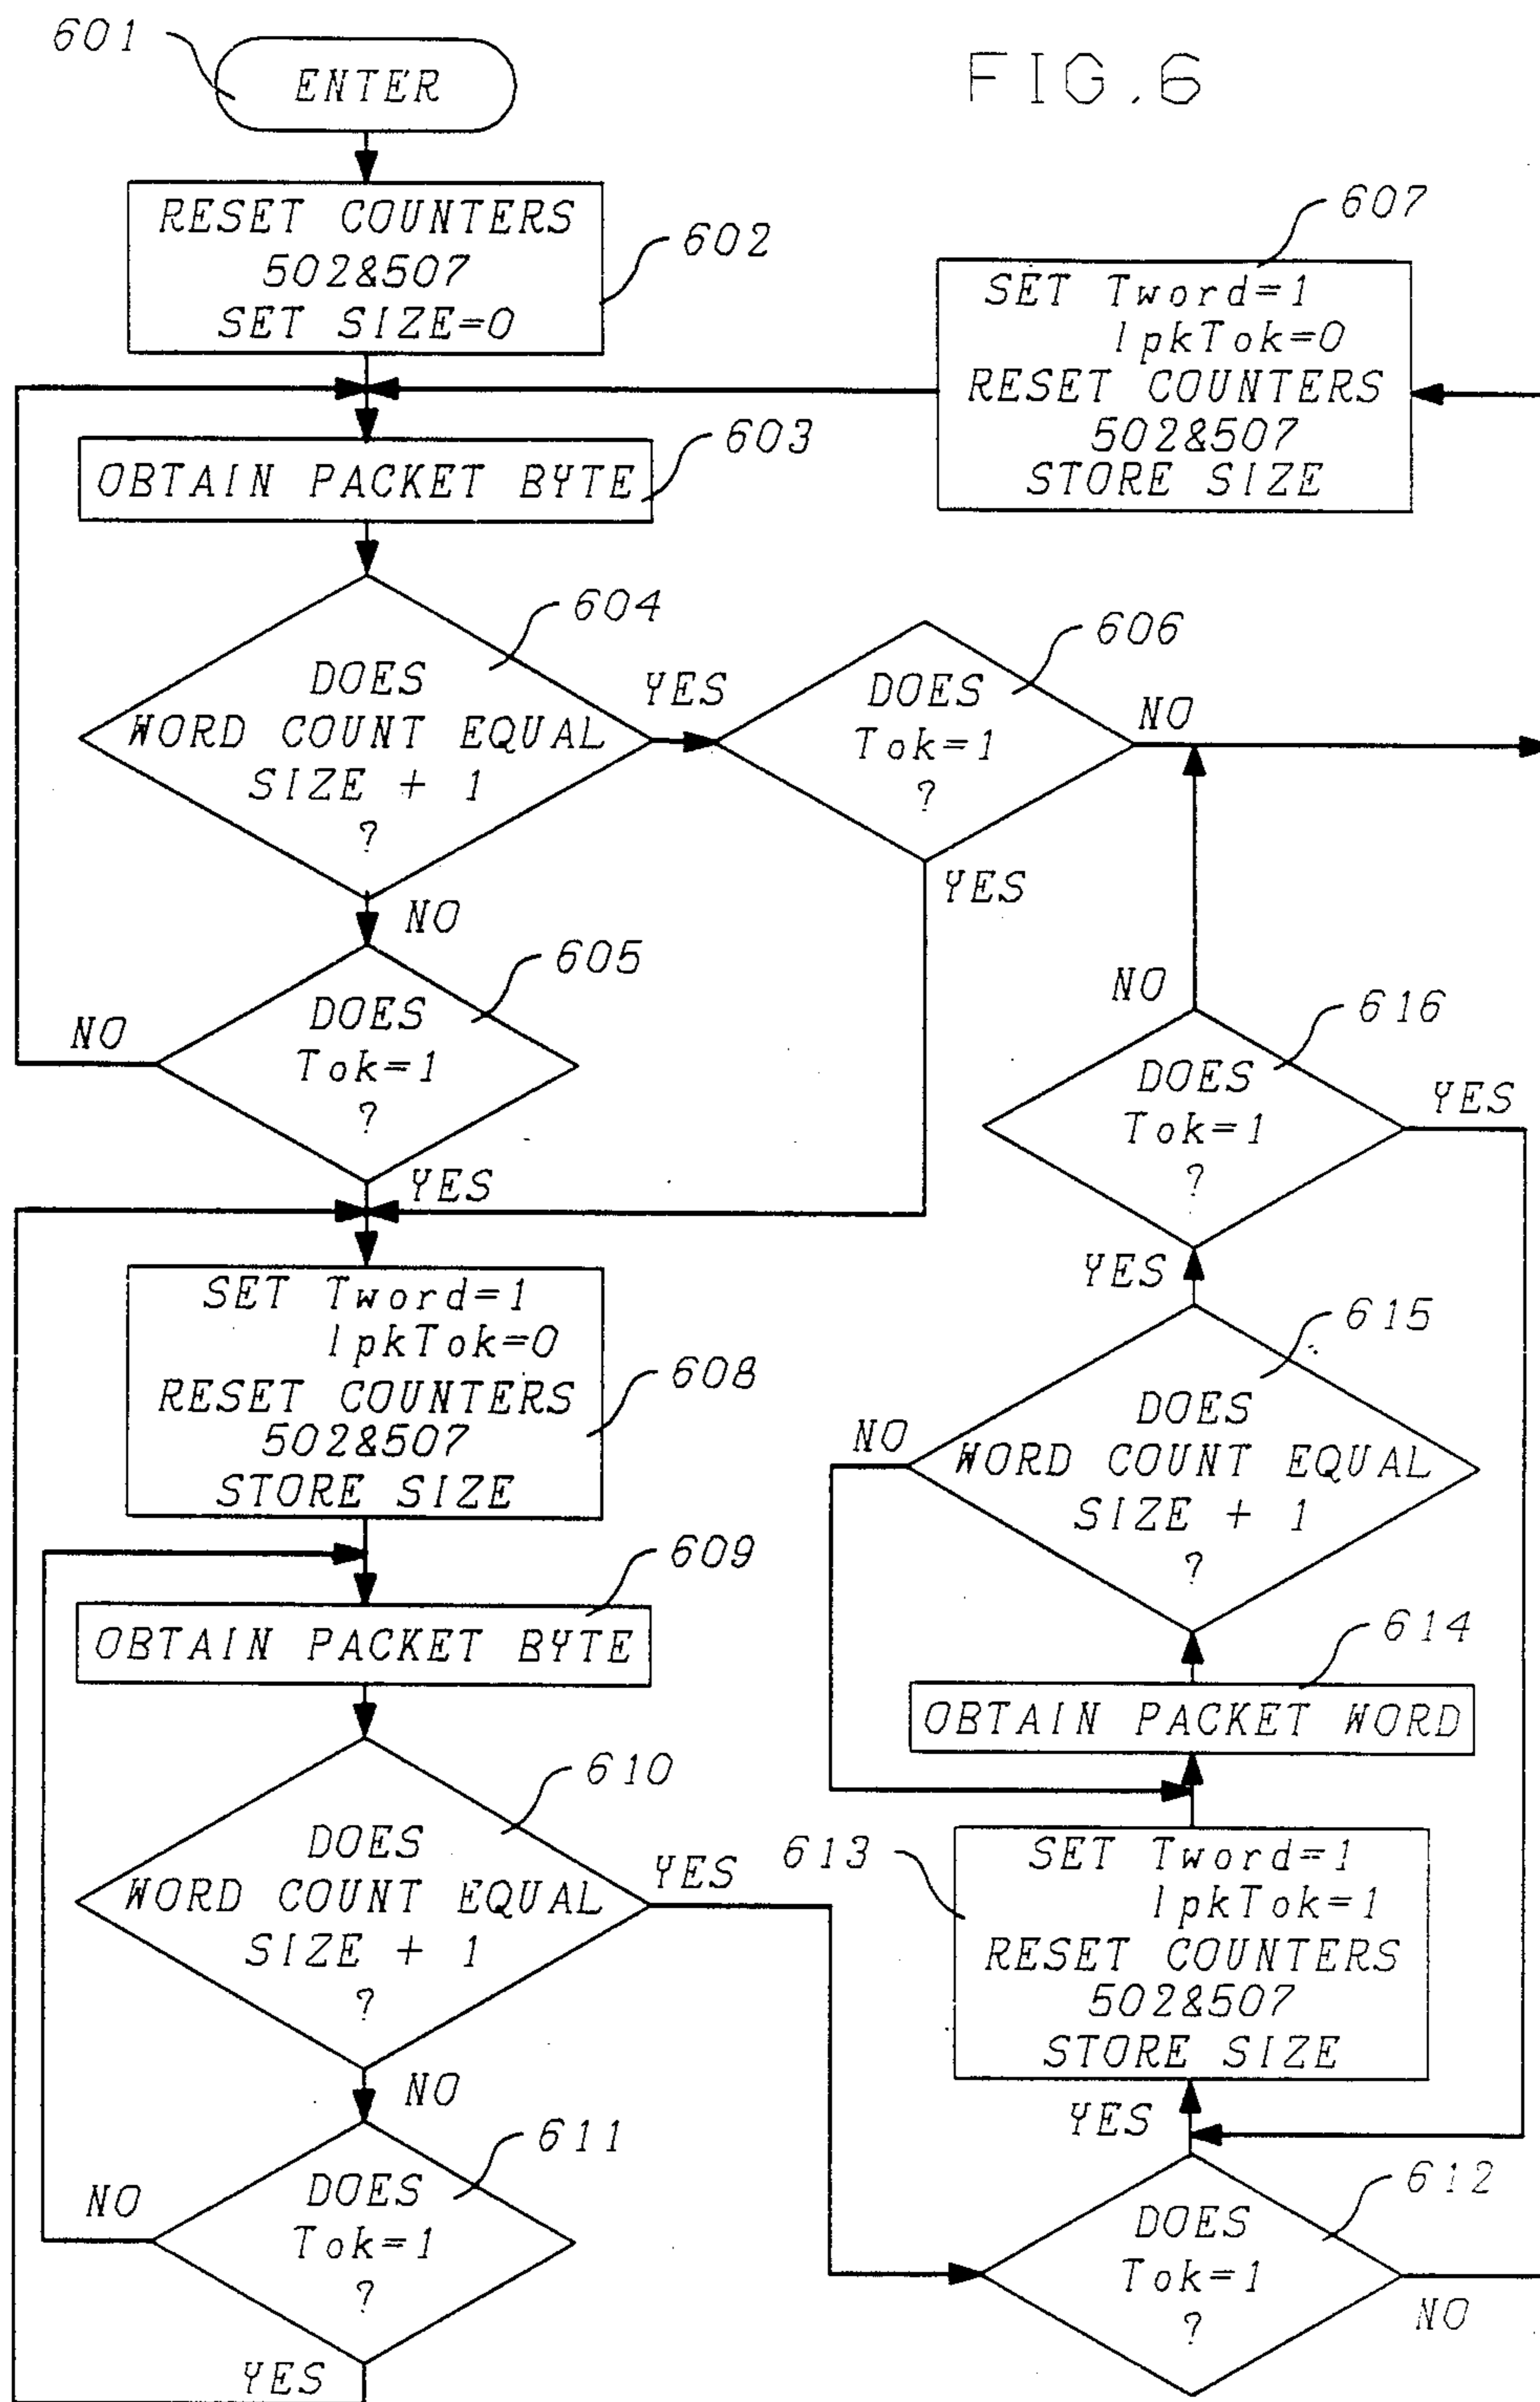 FIG.6
601
ENTER
RESET COUNTERS
502&507
SET SIZE=0
602
607
SET Tword=1
lpkTok=0
RESET COUNTERS
502&507
STORE SIZE
OBTAIN PACKET BYTE
603
604
DOES
WORD COUNT EQUAL
SIZE + 1
?
YES
NO
606
DOES
Tok=1
?
NO
YES
605
DOES
Tok=1
?
NO
YES
SET Tword=1
lpkTok=0
RESET COUNTERS
502&507
STORE SIZE
608
609
OBTAIN PACKET BYTE
610
DOES
WORD COUNT EQUAL
SIZE + 1
?
YES
NO
611
DOES
Tok=1
?
NO
YES
NO
616
DOES
Tok=1
?
YES
YES
615
DOES
WORD COUNT EQUAL
SIZE + 1
?
NO
614
OBTAIN PACKET WORD
613
SET Tword=1
lpkTok=1
RESET COUNTERS
502&507
STORE SIZE
YES
612
DOES
Tok=1
?
NO